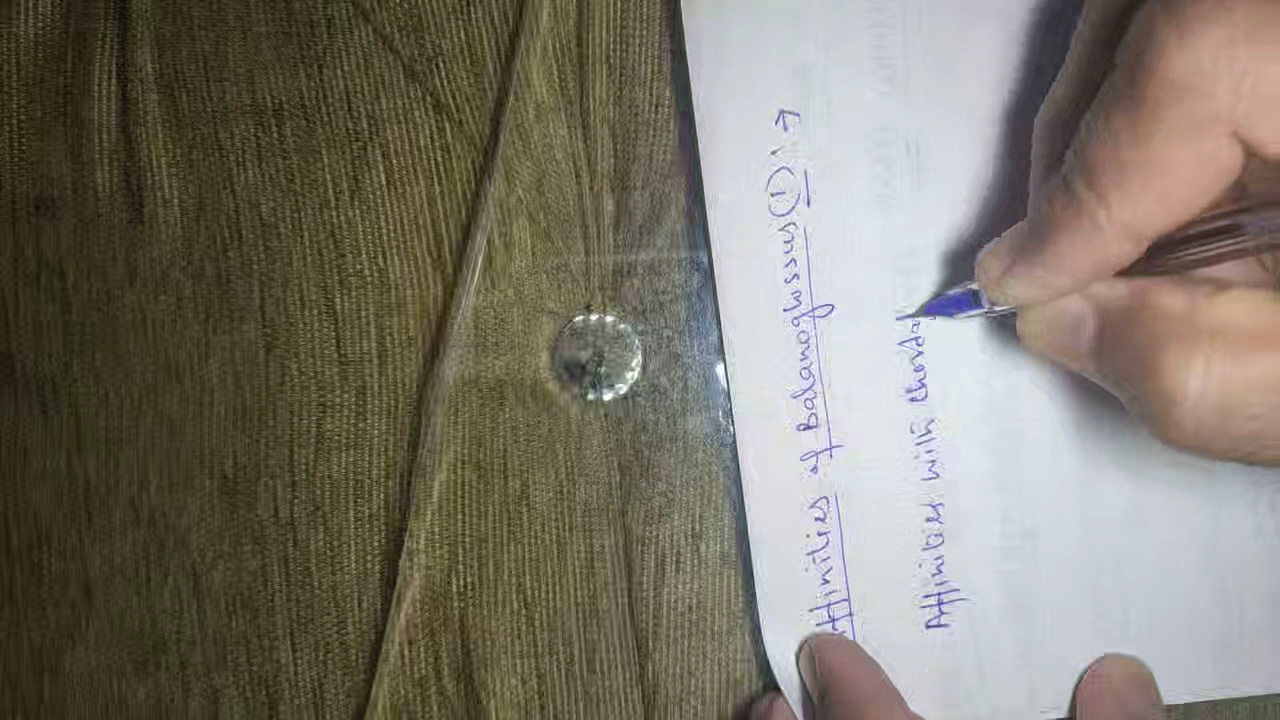 Affinities of Balanoglossus (1) :→
Affinities with chorda